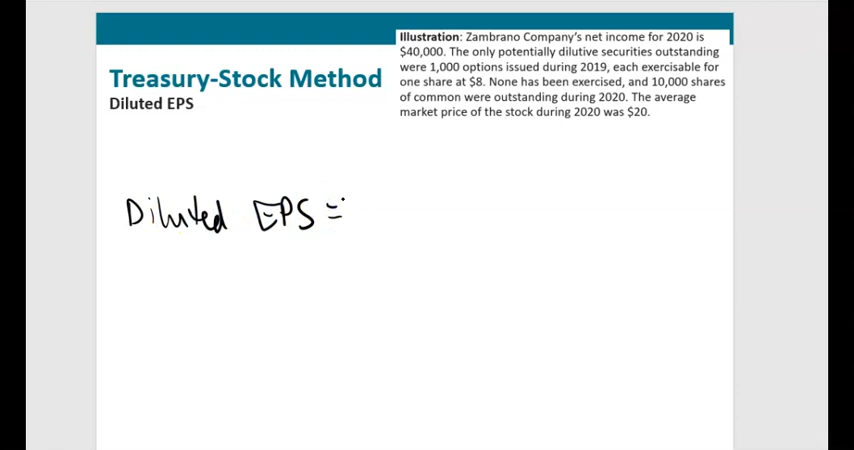 Illustration: Zambrano Company's net income for 2020 is
$40,000. The only potentially dilutive securities outstanding
were 1,000 options issued during 2019, each exercisable for
one share at $8. None has been exercised, and 10,000 shares
of common were outstanding during 2020. The average
market price of the stock during 2020 was $20.
Treasury-Stock Method
Diluted EPS
Diluted EPS =